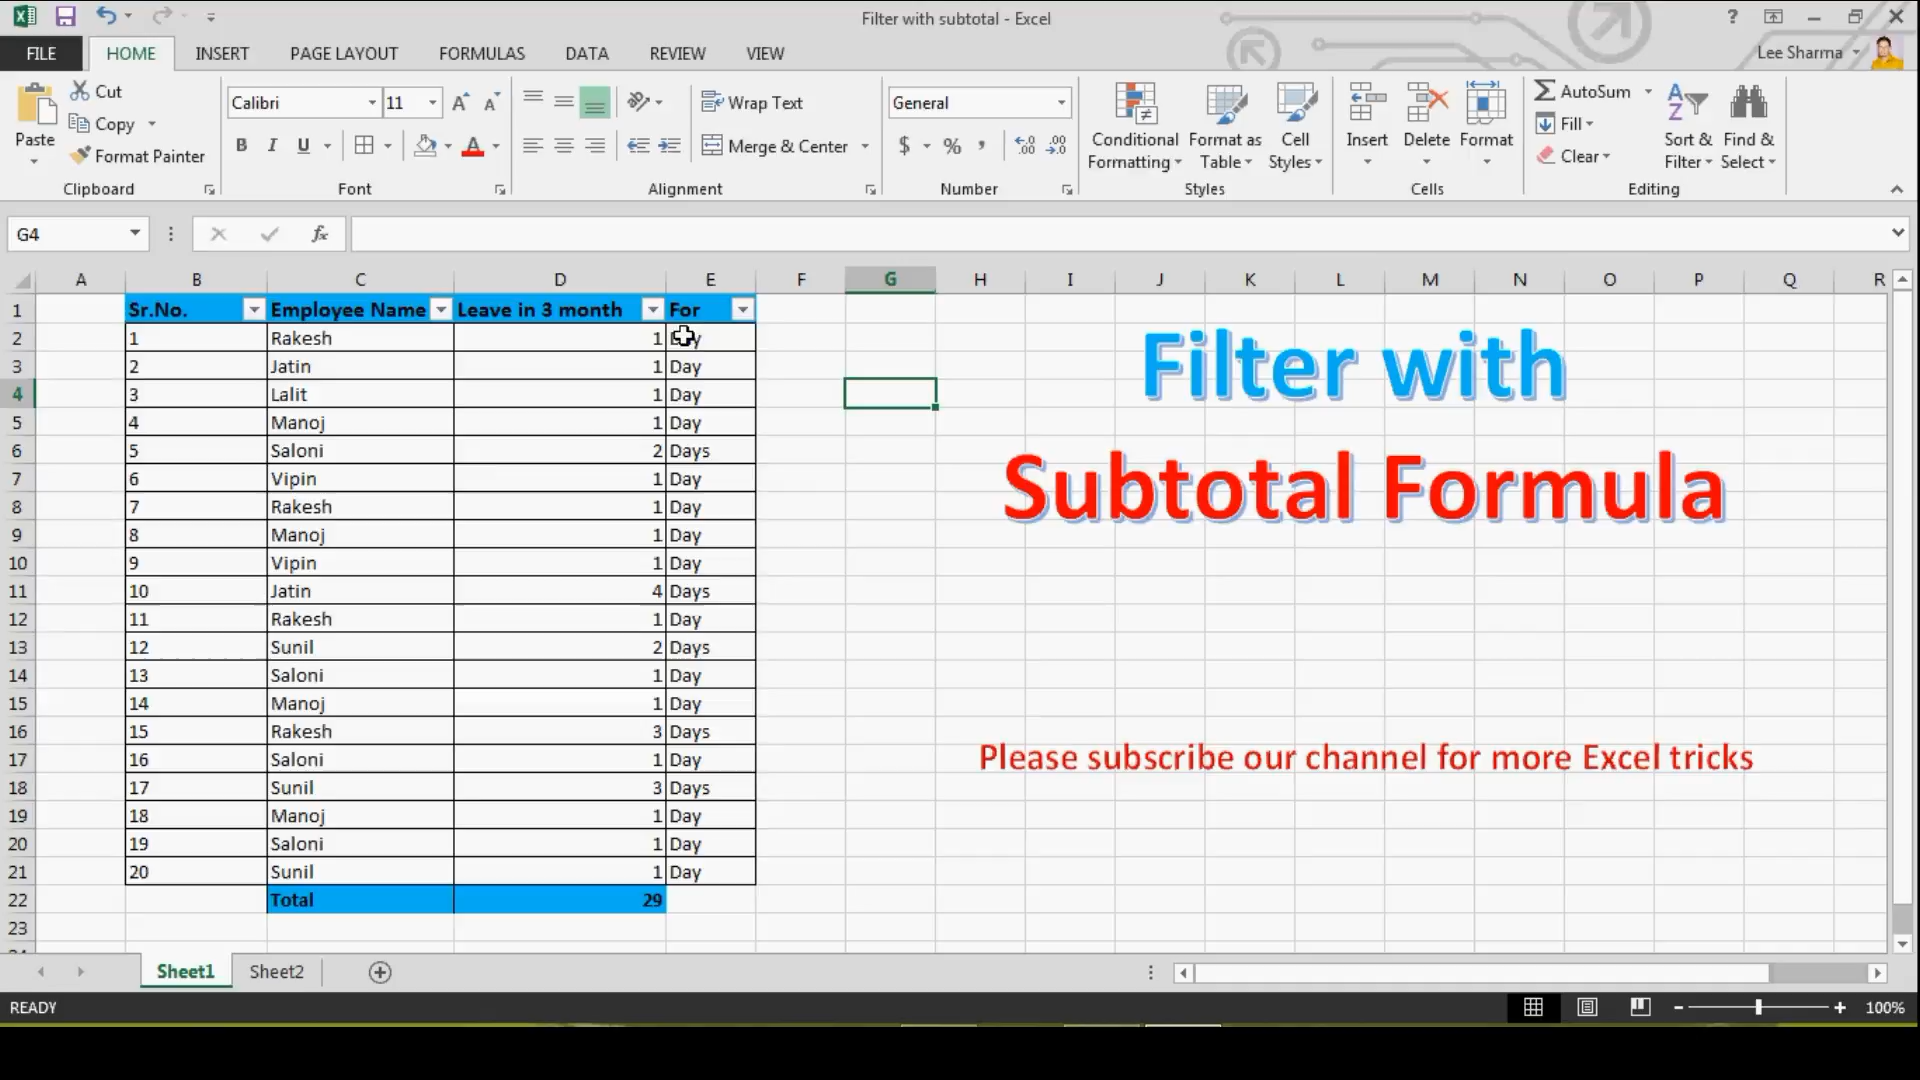 Filter with subtotal - Excel
?
FILE HOME INSERT PAGE LAYOUT FORMULAS DATA REVIEW VIEW Lee Sharma
Paste
Cut
Copy
Format Painter
Clipboard
Calibri 11
B I U
Font
Wrap Text
Merge & Center
Alignment
General
$ %
Number
Conditional Formatting
Format as Table
Cell Styles
Styles
Insert
Delete
Format
Cells
AutoSum
Fill
Clear
Sort & Filter
Find & Select
Editing
G4 fx
A B C D E F G H I J K L M N O P Q R
1 Sr.No. Employee Name Leave in 3 month For
2 1 Rakesh 1
3 2 Jatin 1 Day
4 3 Lalit 1 Day
5 4 Manoj 1 Day
6 5 Saloni 2 Days
7 6 Vipin 1 Day
8 7 Rakesh 1 Day
9 8 Manoj 1 Day
10 9 Vipin 1 Day
11 10 Jatin 4 Days
12 11 Rakesh 1 Day
13 12 Sunil 2 Days
14 13 Saloni 1 Day
15 14 Manoj 1 Day
16 15 Rakesh 3 Days
17 16 Saloni 1 Day
18 17 Sunil 3 Days
19 18 Manoj 1 Day
20 19 Saloni 1 Day
21 20 Sunil 1 Day
22 Total 29
23
Filter with
Subtotal Formula
Please subscribe our channel for more Excel tricks
Sheet1 Sheet2
READY 100%